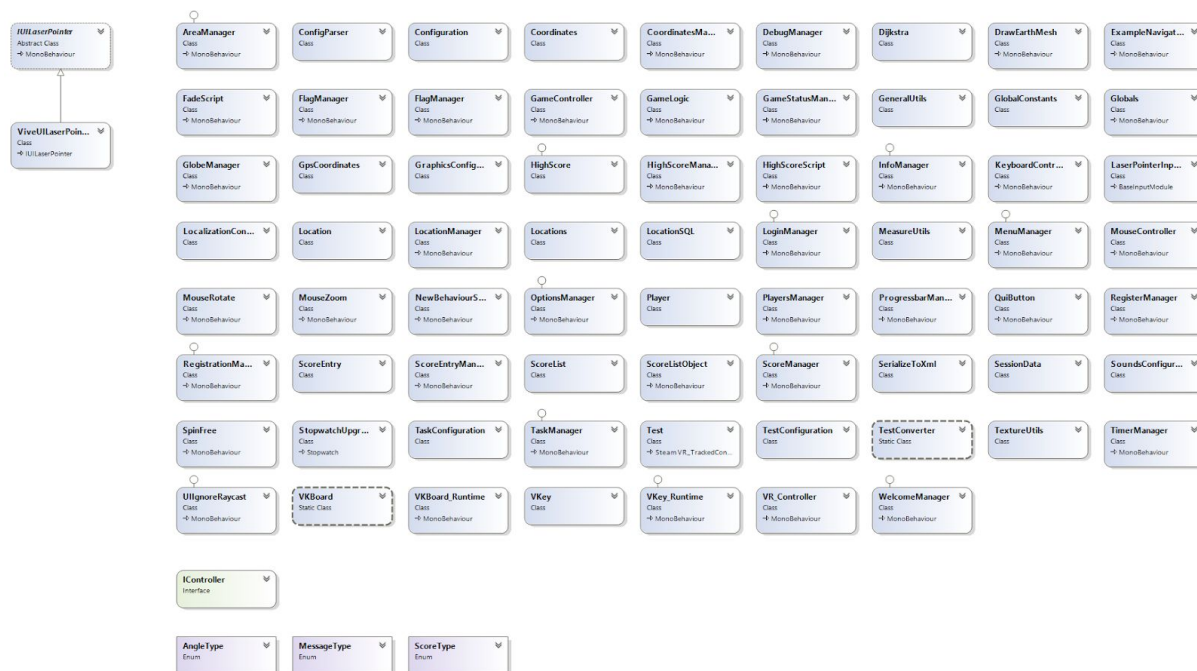 IUILaserPointer
Abstract Class
MonoBehaviour
ViveUILaserPoin...
Class
IUILaserPointer
AreaManager
Class
MonoBehaviour
ConfigParser
Class
Configuration
Class
Coordinates
Class
CoordinatesMa...
Class
MonoBehaviour
DebugManager
Class
MonoBehaviour
Dijkstra
Class
DrawEarthMesh
Class
MonoBehaviour
ExampleNavigat...
Class
MonoBehaviour
FadeScript
Class
MonoBehaviour
FlagManager
Class
MonoBehaviour
FlagManager
Class
MonoBehaviour
GameController
Class
MonoBehaviour
GameLogic
Class
MonoBehaviour
GameStatusMan...
Class
MonoBehaviour
GeneralUtils
Class
GlobalConstants
Class
Globals
Class
MonoBehaviour
GlobeManager
Class
MonoBehaviour
GpsCoordinates
Class
GraphicsConfig...
Class
HighScore
Class
HighScoreMana...
Class
MonoBehaviour
HighScoreScript
Class
MonoBehaviour
InfoManager
Class
MonoBehaviour
KeyboardContr...
Class
MonoBehaviour
LaserPointerInp...
Class
BaseInputModule
LocalizationCon...
Class
Location
Class
LocationManager
Class
MonoBehaviour
Locations
Class
LocationSQL
Class
LoginManager
Class
MonoBehaviour
MeasureUtils
Class
MenuManager
Class
MonoBehaviour
MouseController
Class
MonoBehaviour
MouseRotate
Class
MonoBehaviour
MouseZoom
Class
MonoBehaviour
NewBehaviourS...
Class
MonoBehaviour
OptionsManager
Class
MonoBehaviour
Player
Class
PlayersManager
Class
MonoBehaviour
ProgressbarMan...
Class
MonoBehaviour
QuiButton
Class
MonoBehaviour
RegisterManager
Class
MonoBehaviour
RegistrationMa...
Class
MonoBehaviour
ScoreEntry
Class
ScoreEntryMan...
Class
MonoBehaviour
ScoreList
Class
ScoreListObject
Class
MonoBehaviour
ScoreManager
Class
MonoBehaviour
SerializeToXml
Class
SessionData
Class
SoundsConfigur...
Class
SpinFree
Class
MonoBehaviour
StopwatchUpgr...
Class
Stopwatch
TaskConfiguration
Class
TaskManager
Class
MonoBehaviour
Test
Class
SteamVR_TrackedCon...
TestConfiguration
Class
TestConverter
Static Class
TextureUtils
Class
TimerManager
Class
MonoBehaviour
UIIgnoreRaycast
Class
MonoBehaviour
VKBoard
Static Class
VKBoard_Runtime
Class
MonoBehaviour
VKey
Class
VKey_Runtime
Class
MonoBehaviour
VR_Controller
Class
MonoBehaviour
WelcomeManager
Class
MonoBehaviour
IController
Interface
AngleType
Enum
MessageType
Enum
ScoreType
Enum